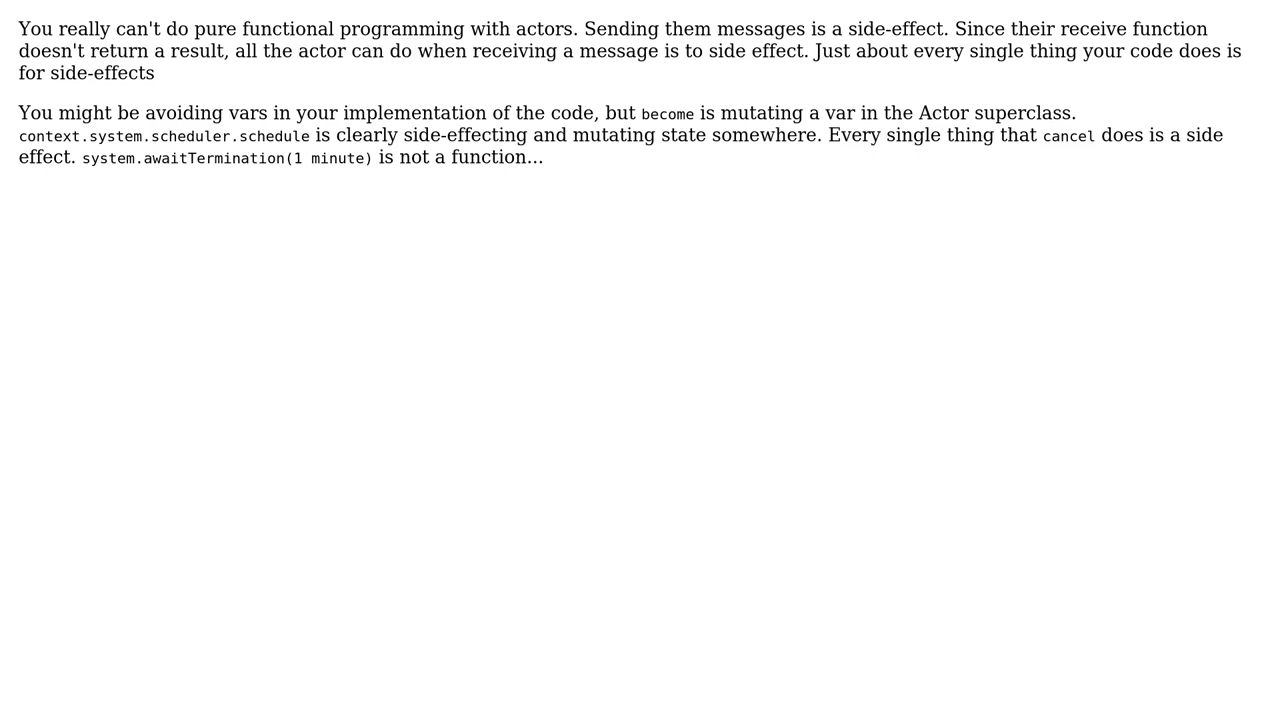 You really can't do pure functional programming with actors. Sending them messages is a side-effect. Since their receive function
doesn't return a result, all the actor can do when receiving a message is to side effect. Just about every single thing your code does is
for side-effects
You might be avoiding vars in your implementation of the code, but become is mutating a var in the Actor superclass.
context.system.scheduler.schedule is clearly side-effecting and mutating state somewhere. Every single thing that cancel does is a side
effect. system.awaitTermination(1 minute) is not a function...